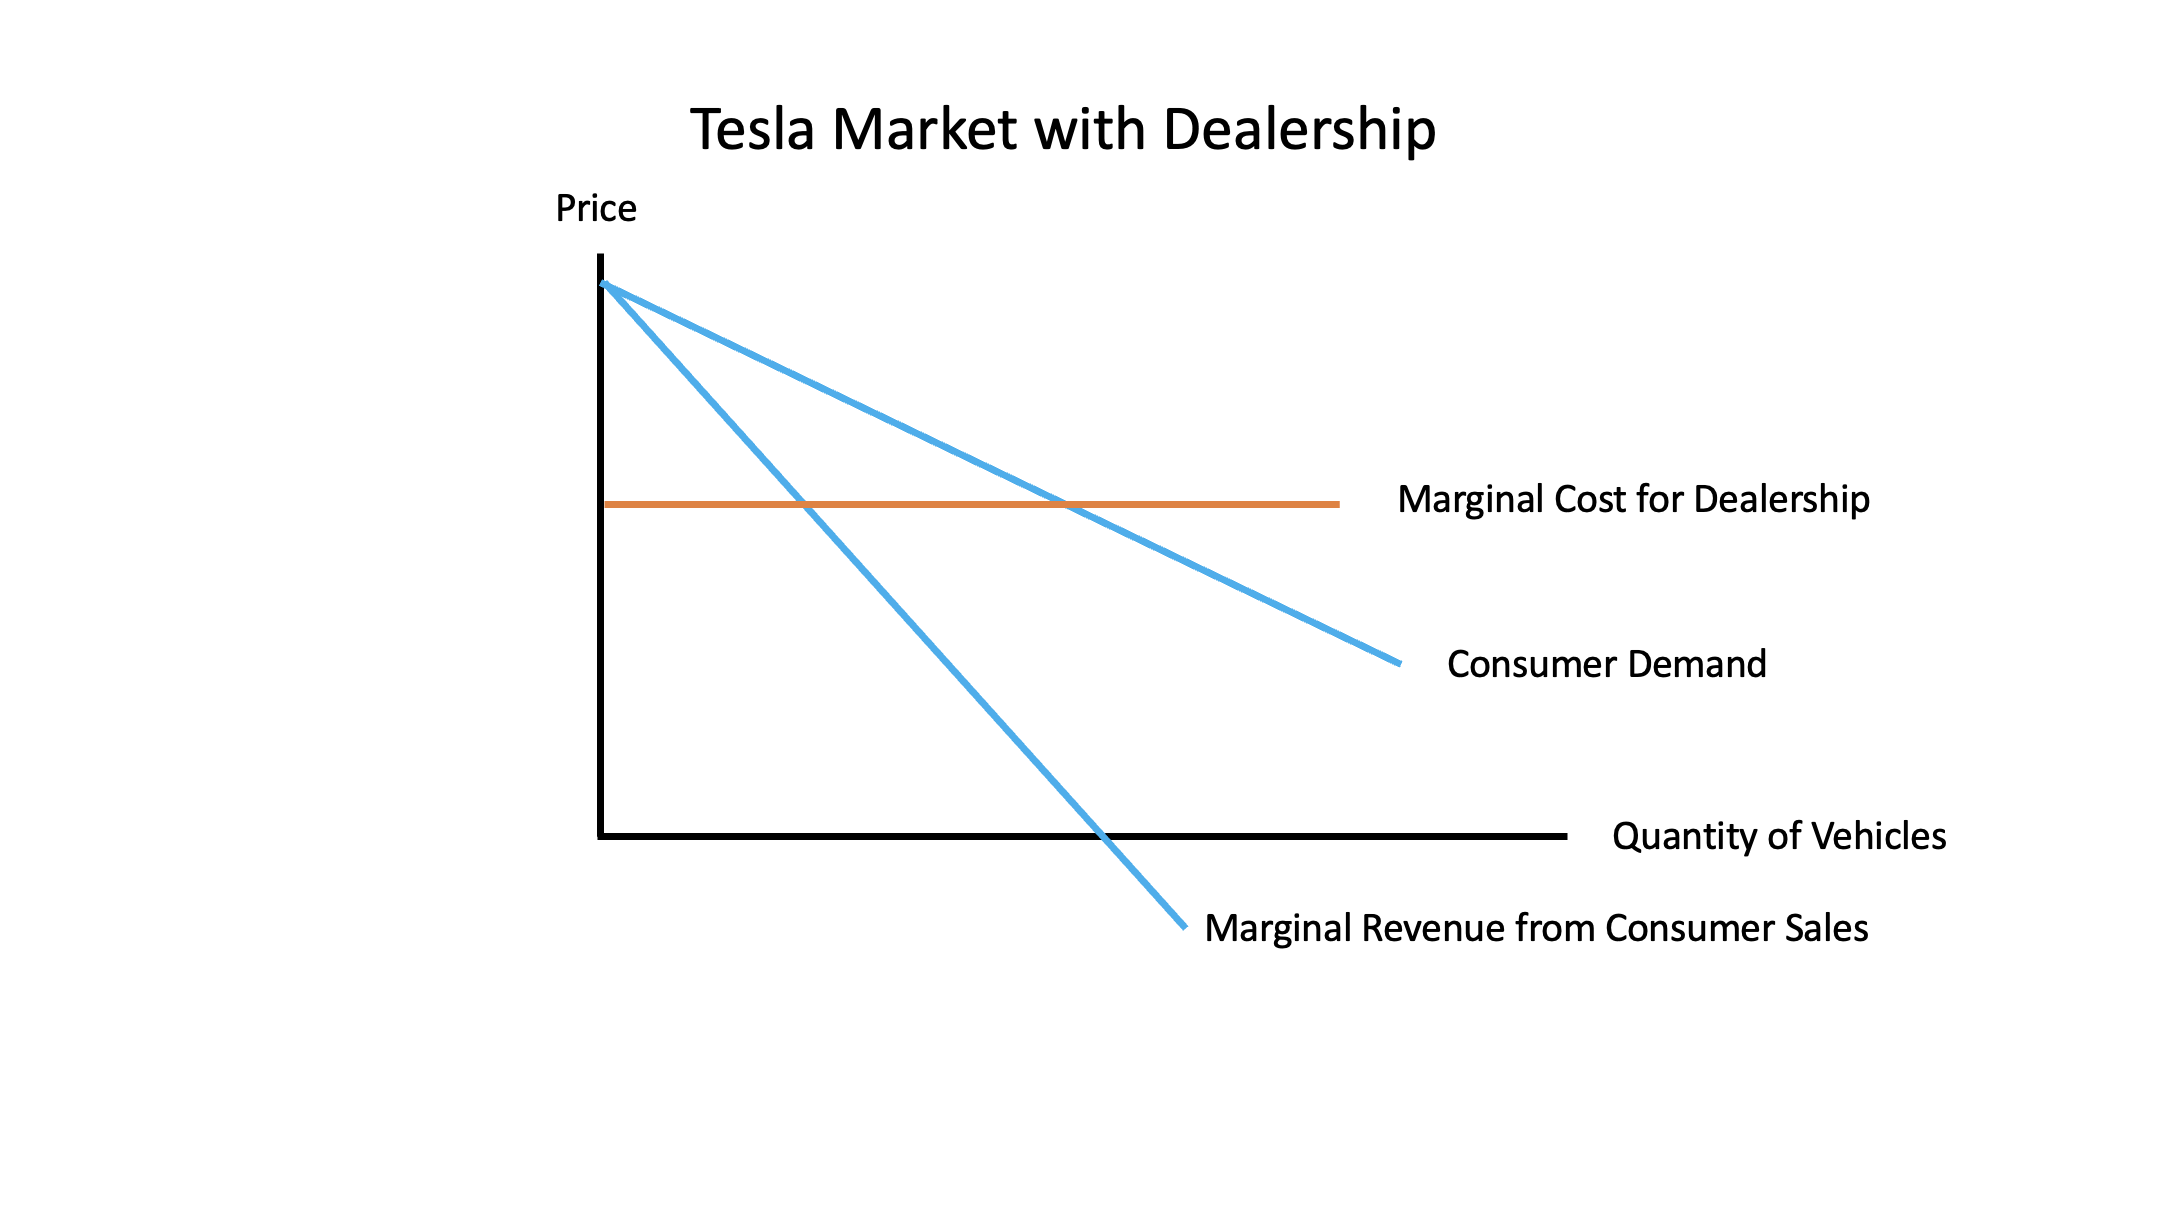 Tesla Market with Dealership
Price
Marginal Cost for Dealership
Consumer Demand
Quantity of Vehicles
Marginal Revenue from Consumer Sales